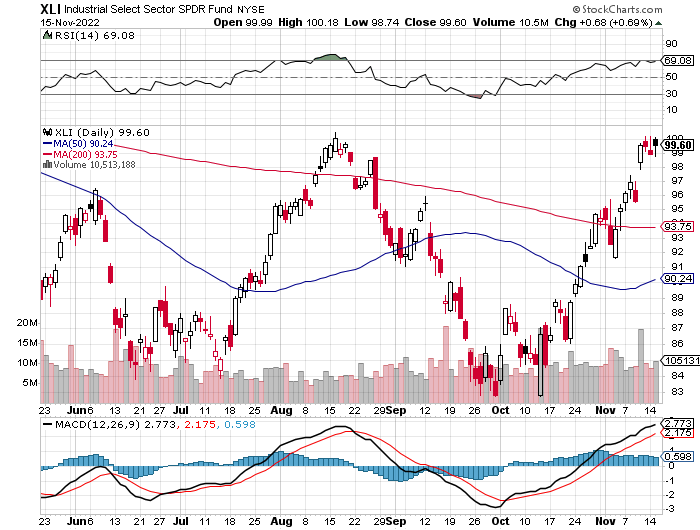 XLI Industrial Select Sector SPDR Fund NYSE © StockCharts.com
15-Nov-2022 Open 99.99 High 100.18 Low 98.74 Close 99.60 Volume 10.5M Chg +0.68 (+0.69%)
RSI(14) 69.08
90
69.08
50
30
10
XLI (Daily) 99.60
MA(50) 90.24
MA(200) 93.75
Volume 10,513,188
100
99.60
98
97
96
95
94
93.75
93
92
91
90.24
90
89
88
87
86
85
84
83
20M
15M
10M
5M
105131
23 Jun 6 13 21 27 Jul 11 18 25 Aug 8 15 22 29 Sep 12 19 26 Oct 10 17 24 Nov 7 14
MACD(12,26,9) 2.773, 2.175, 0.598
2.773
2.175
0.598
2
1
0
-1
-2
-3
23 Jun 6 13 21 27 Jul 11 18 25 Aug 8 15 22 29 Sep 12 19 26 Oct 10 17 24 Nov 7 14